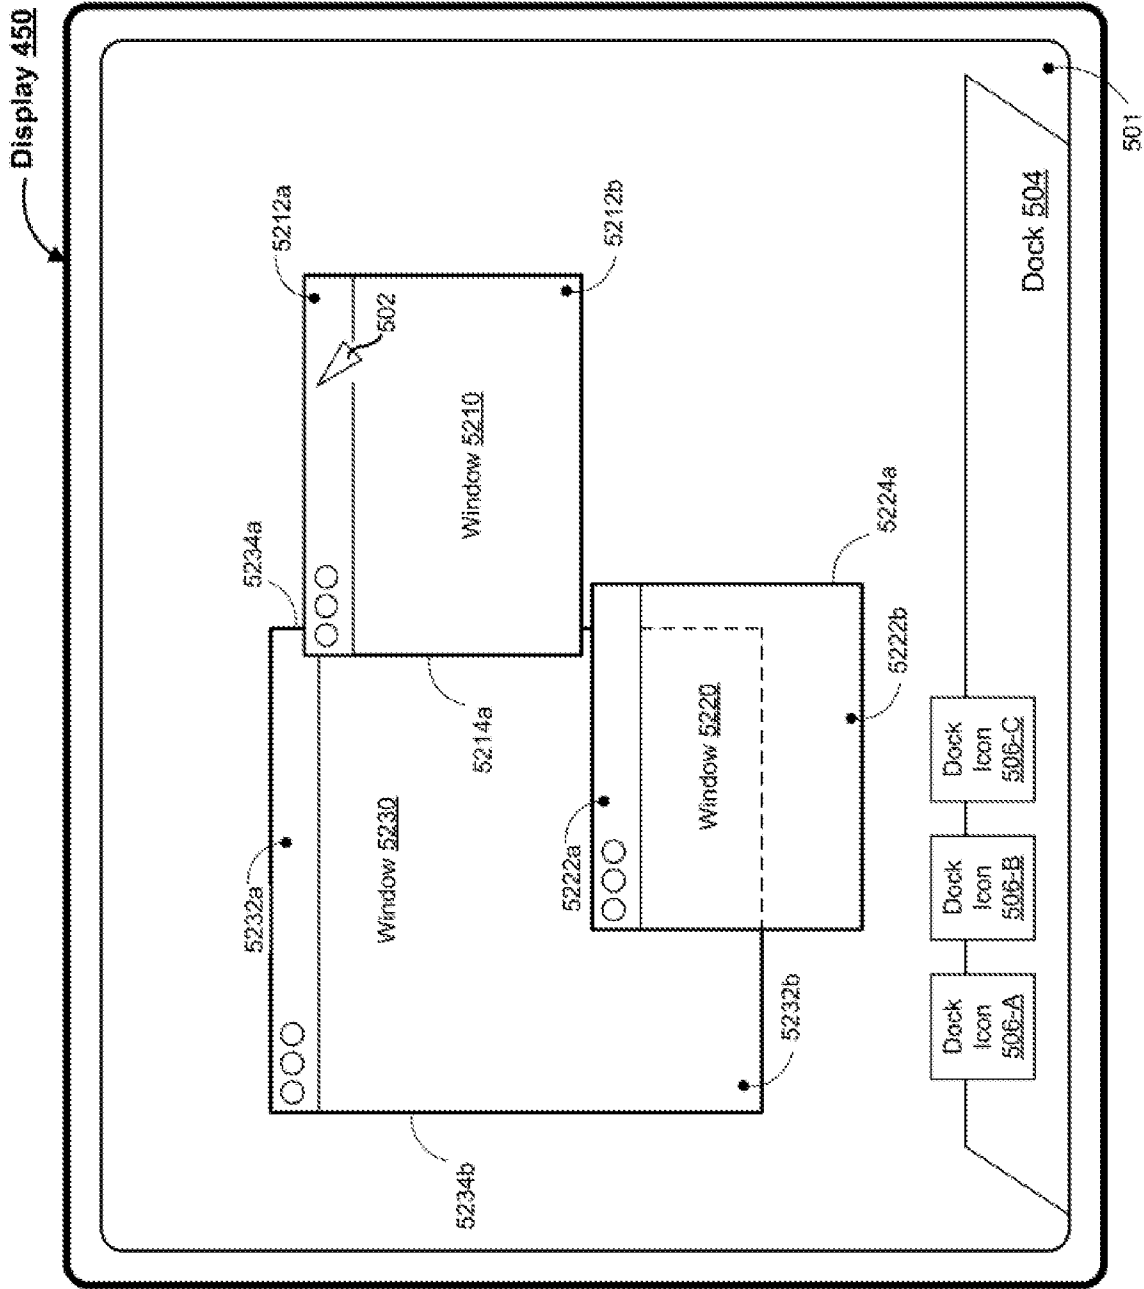 Display 450
5212a
5212b
502
Window 5210
5234a
5214a
5224a
5232a
Window 5230
5222a
Window 5220
5222b
5232b
5234b
Dock 504
501
Dock
Icon
506-A
Dock
Icon
506-B
Dock
Icon
506-C